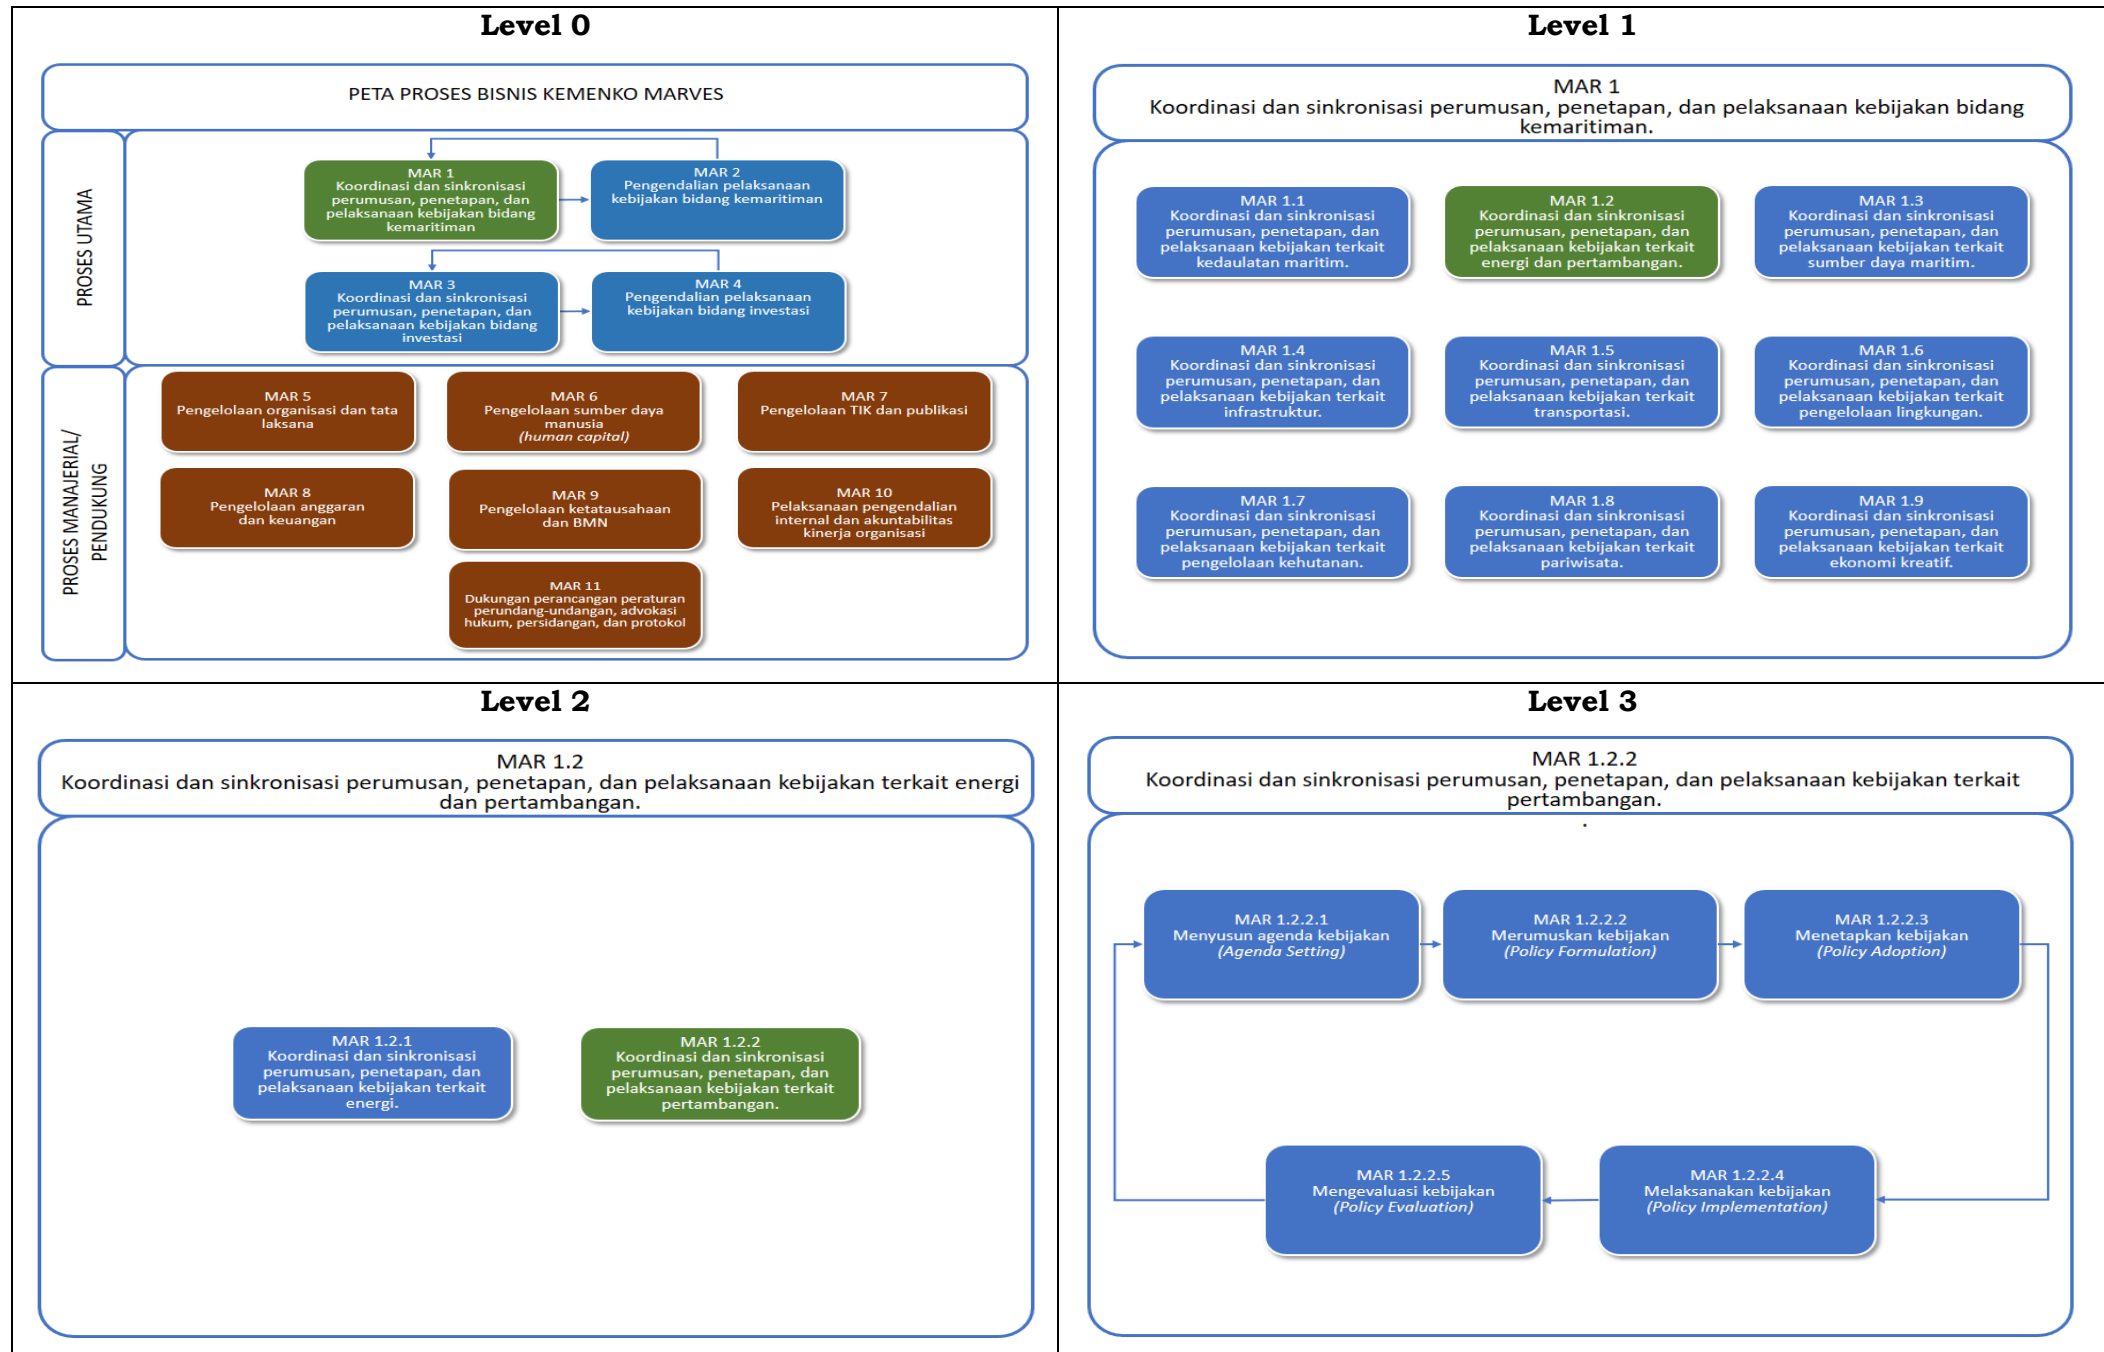 Level 0
PETA PROSES BISNIS KEMENKO MARVES
PROSES UTAMA
MAR 1
Koordinasi dan sinkronisasi
perumusan, penetapan, dan
pelaksanaan kebijakan bidang
kemaritiman
MAR 2
Pengendalian pelaksanaan
kebijakan bidang kemaritiman
MAR 3
Koordinasi dan sinkronisasi
perumusan, penetapan, dan
pelaksanaan kebijakan bidang
investasi
MAR 4
Pengendalian pelaksanaan
kebijakan bidang investasi
PROSES MANAJERIAL/
PENDUKUNG
MAR 5
Pengelolaan organisasi dan tata
laksana
MAR 6
Pengelolaan sumber daya
manusia
(human capital)
MAR 7
Pengelolaan TIK dan publikasi
MAR 8
Pengelolaan anggaran
dan keuangan
MAR 9
Pengelolaan ketatausahaan
dan BMN
MAR 10
Pelaksanaan pengendalian
internal dan akuntabilitas
kinerja organisasi
MAR 11
Dukungan perancangan peraturan
perundang-undangan, advokasi
hukum, persidangan, dan protokol
Level 1
MAR 1
Koordinasi dan sinkronisasi perumusan, penetapan, dan pelaksanaan kebijakan bidang
kemaritiman.
MAR 1.1
Koordinasi dan sinkronisasi
perumusan, penetapan, dan
pelaksanaan kebijakan terkait
kedaulatan maritim.
MAR 1.2
Koordinasi dan sinkronisasi
perumusan, penetapan, dan
pelaksanaan kebijakan terkait
energi dan pertambangan.
MAR 1.3
Koordinasi dan sinkronisasi
perumusan, penetapan, dan
pelaksanaan kebijakan terkait
sumber daya maritim.
MAR 1.4
Koordinasi dan sinkronisasi
perumusan, penetapan, dan
pelaksanaan kebijakan terkait
infrastruktur.
MAR 1.5
Koordinasi dan sinkronisasi
perumusan, penetapan, dan
pelaksanaan kebijakan terkait
transportasi.
MAR 1.6
Koordinasi dan sinkronisasi
perumusan, penetapan, dan
pelaksanaan kebijakan terkait
pengelolaan lingkungan.
MAR 1.7
Koordinasi dan sinkronisasi
perumusan, penetapan, dan
pelaksanaan kebijakan terkait
pengelolaan kehutanan.
MAR 1.8
Koordinasi dan sinkronisasi
perumusan, penetapan, dan
pelaksanaan kebijakan terkait
pariwisata.
MAR 1.9
Koordinasi dan sinkronisasi
perumusan, penetapan, dan
pelaksanaan kebijakan terkait
ekonomi kreatif.
Level 2
MAR 1.2
Koordinasi dan sinkronisasi perumusan, penetapan, dan pelaksanaan kebijakan terkait energi
dan pertambangan.
MAR 1.2.1
Koordinasi dan sinkronisasi
perumusan, penetapan, dan
pelaksanaan kebijakan terkait
energi.
MAR 1.2.2
Koordinasi dan sinkronisasi
perumusan, penetapan, dan
pelaksanaan kebijakan terkait
pertambangan.
Level 3
MAR 1.2.2
Koordinasi dan sinkronisasi perumusan, penetapan, dan pelaksanaan kebijakan terkait
pertambangan.
.
MAR 1.2.2.1
Menyusun agenda kebijakan
(Agenda Setting)
MAR 1.2.2.2
Merumuskan kebijakan
(Policy Formulation)
MAR 1.2.2.3
Menetapkan kebijakan
(Policy Adoption)
MAR 1.2.2.5
Mengevaluasi kebijakan
(Policy Evaluation)
MAR 1.2.2.4
Melaksanakan kebijakan
(Policy Implementation)